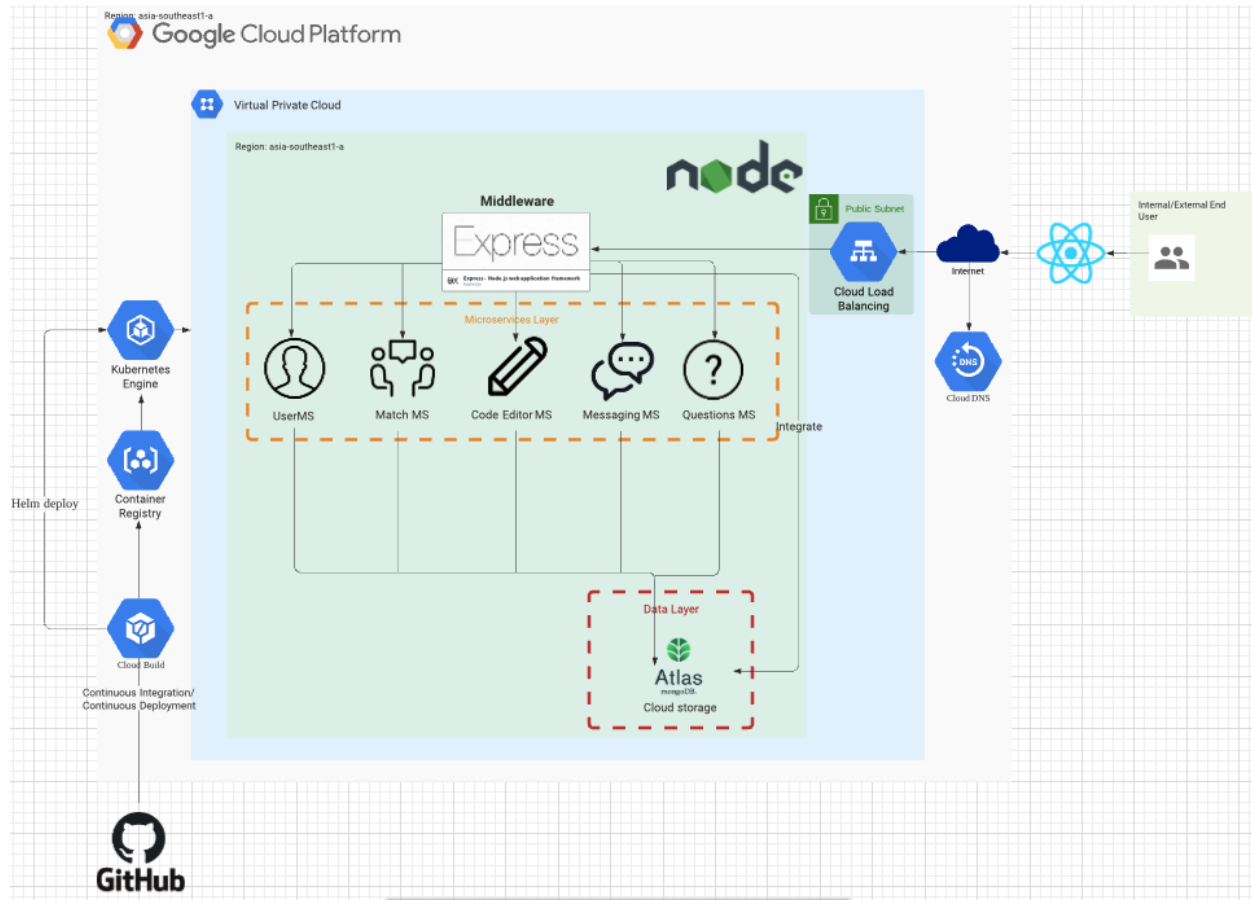 Region: asia-southeast1-a
Google Cloud Platform
Virtual Private Cloud
Region: asia-southeast1-a
node
Middleware
Express
Express - Node.js web application framework
Public Subnet
Cloud Load
Balancing
Internet
Internal/External End
User
Cloud DNS
DNS
Microservices Layer
UserMS
Match MS
Code Editor MS
Messaging MS
?
Questions MS
Integrate
Kubernetes
Engine
Container
Registry
Helm deploy
Cloud Build
Continuous Integration/
Continuous Deployment
Data Layer
Atlas
mongoDB.
Cloud storage
GitHub